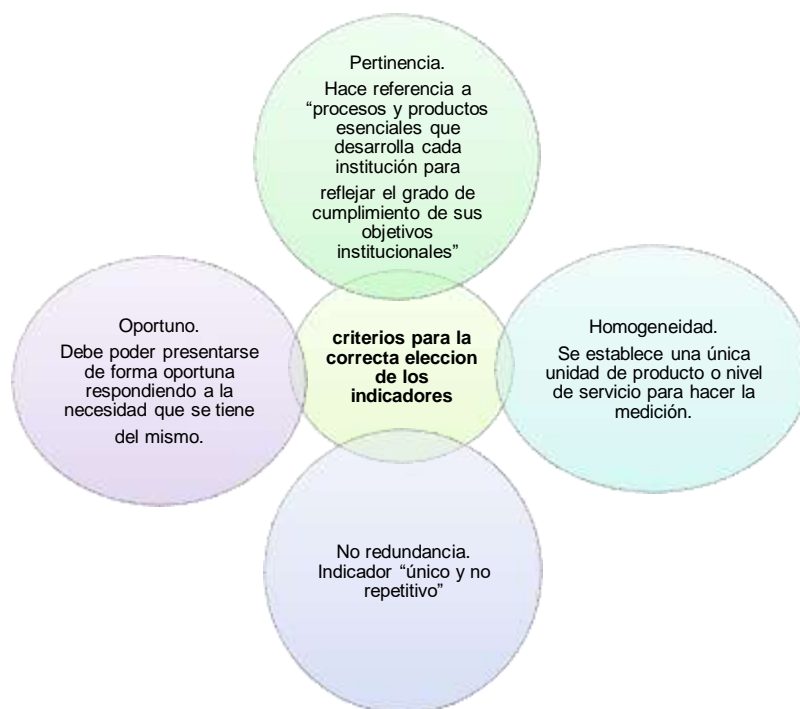 Pertinencia.
Hace referencia a
“procesos y productos
esenciales que
desarrolla cada
institución para
reflejar el grado de
cumplimiento de sus
objetivos
institucionales”
Oportuno.
Debe poder presentarse
de forma oportuna
respondiendo a la
necesidad que se tiene
del mismo.
criterios para la
correcta eleccion
de los
indicadores
Homogeneidad.
Se establece una única
unidad de producto o nivel
de servicio para hacer la
medición.
No redundancia.
Indicador “único y no
repetitivo”